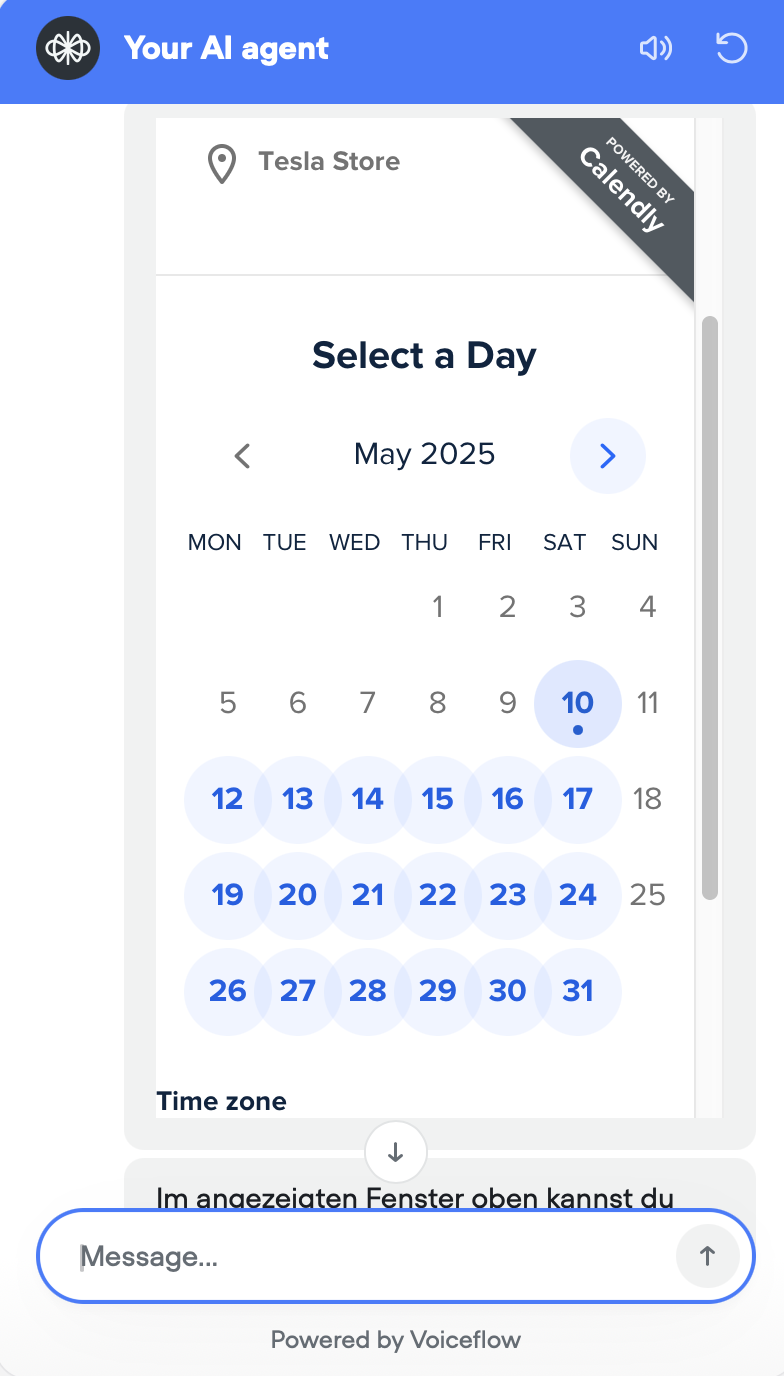 Your AI agent
Tesla Store
POWERED BY
Calendly
Select a Day
May 2025
MON TUE WED THU FRI SAT SUN
1 2 3 4
5 6 7 8 9 10 11
12 13 14 15 16 17 18
19 20 21 22 23 24 25
26 27 28 29 30 31
Time zone
Im angezeigten Fenster oben kannst du
Message...
Powered by Voiceflow